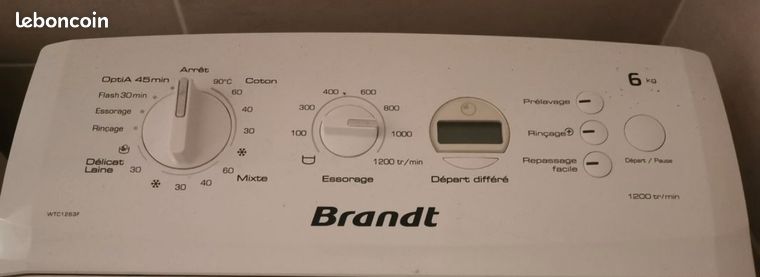 leboncoin
Arrêt
OptiA 45min
90°C
Coton
Flash 30 min
60
Essorage
40
Rinçage
30
Délicat
Laine
30
30
40
60
Mixte
400
600
300
800
100
1000
1200 tr/min
Essorage
Départ différé
6 kg
Prélavage
Rinçage+
Repassage
facile
Départ / Pause
1200 tr/min
WTC1263F
Brandt